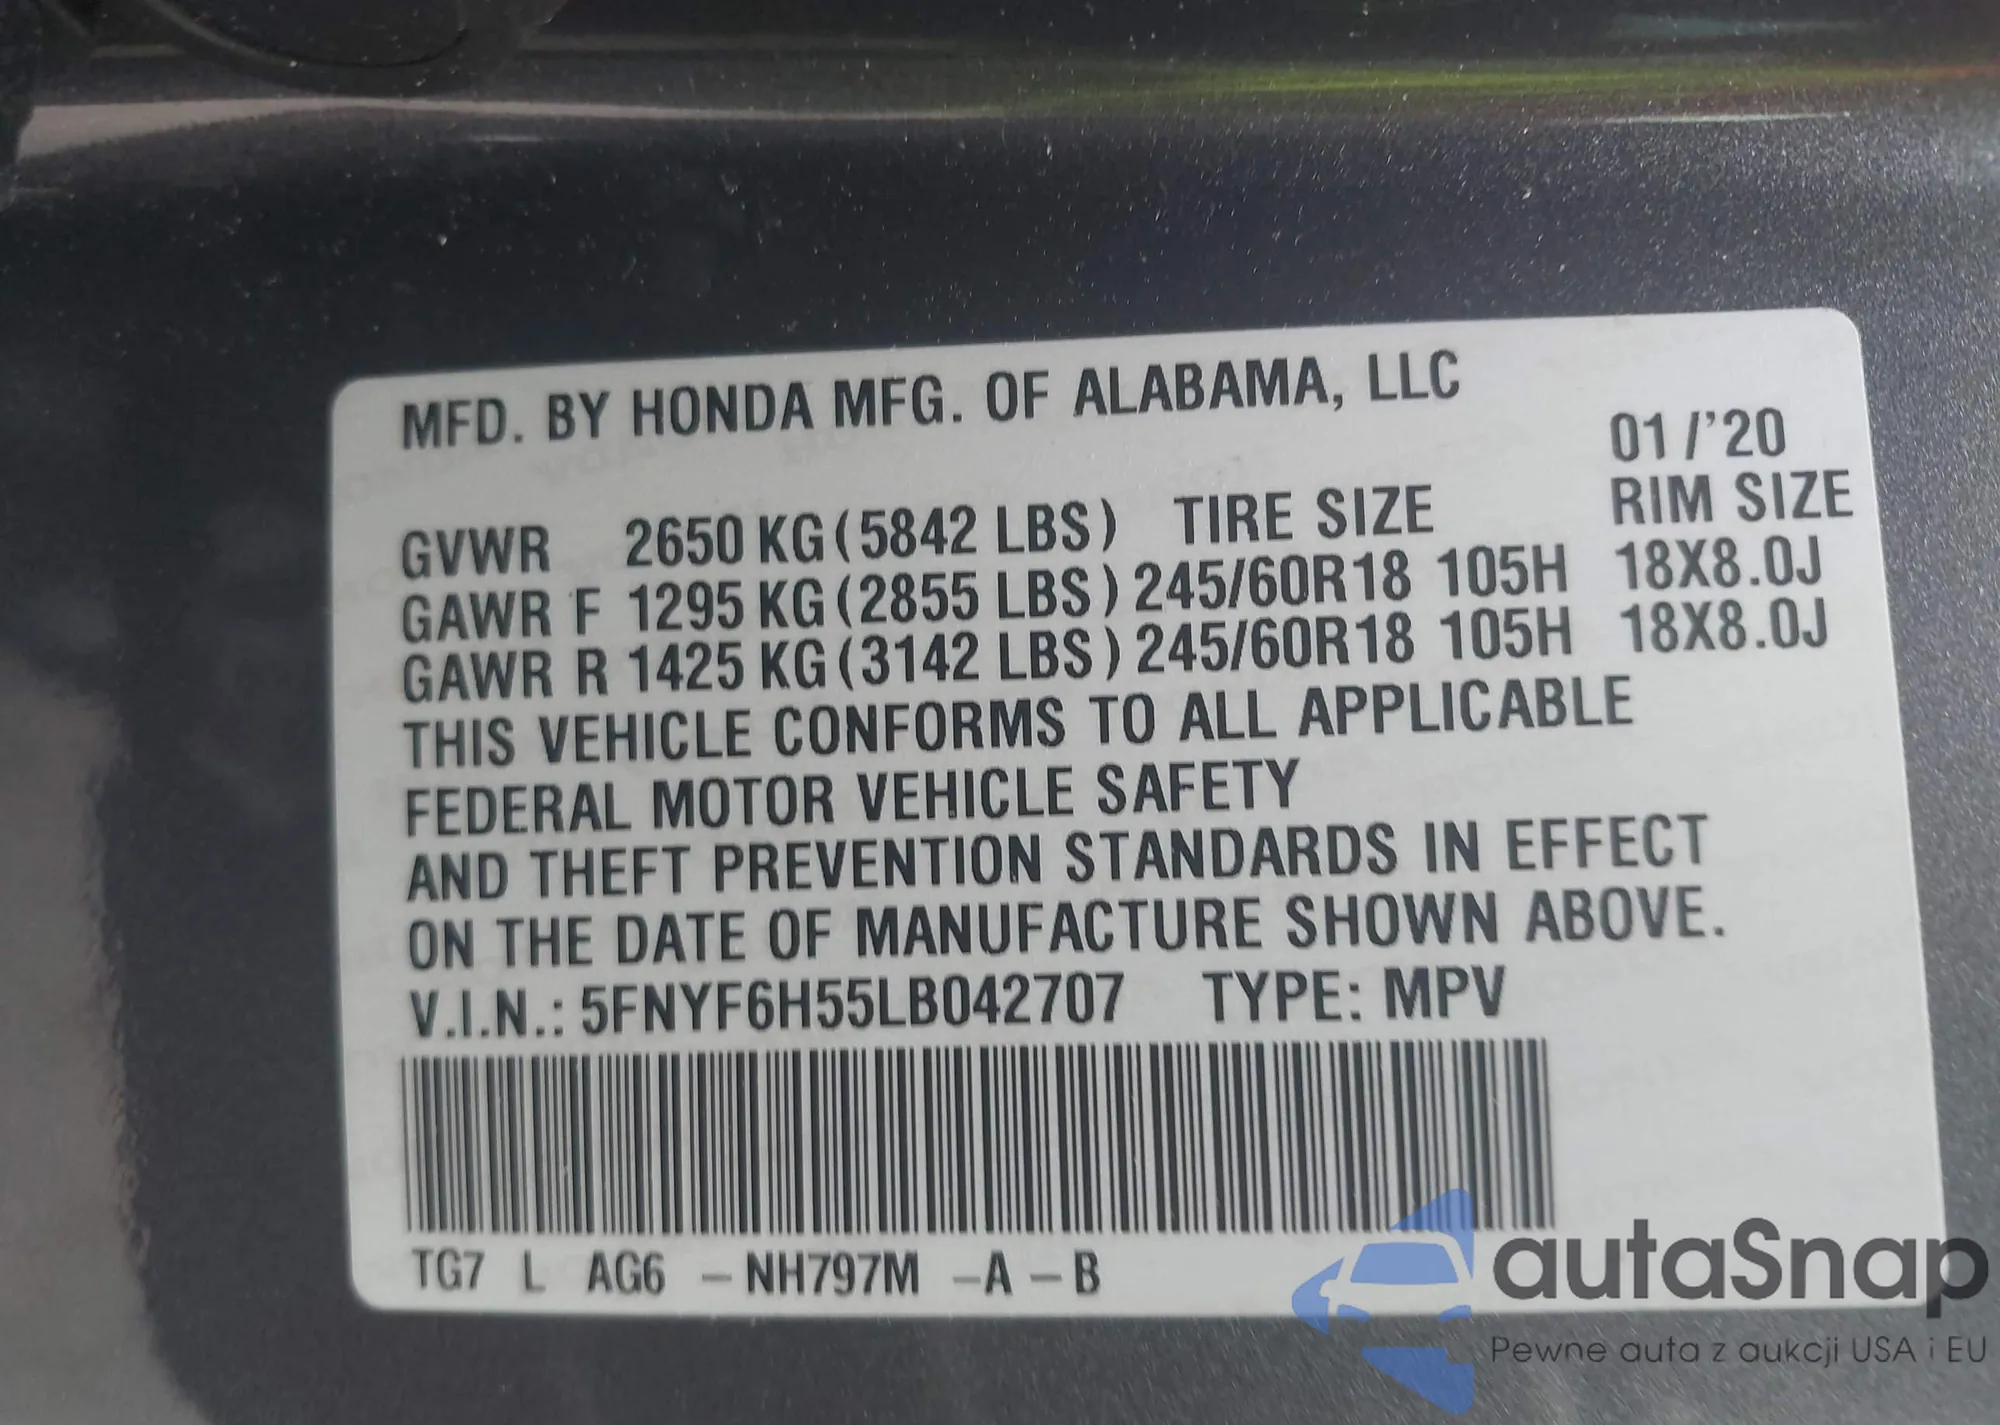 MFD. BY HONDA MFG. OF ALABAMA, LLC
01/'20
GVWR 2650 KG (5842 LBS) TIRE SIZE RIM SIZE
GAWR F 1295 KG (2855 LBS) 245/60R18 105H 18X8.0J
GAWR R 1425 KG (3142 LBS) 245/60R18 105H 18X8.0J
THIS VEHICLE CONFORMS TO ALL APPLICABLE
FEDERAL MOTOR VEHICLE SAFETY
AND THEFT PREVENTION STANDARDS IN EFFECT
ON THE DATE OF MANUFACTURE SHOWN ABOVE.
V.I.N.: 5FNYF6H55LB042707 TYPE: MPV
TG7 L AG6 – NH797M – A – B
autaSnap
Pewne auta z aukcji USA i EU